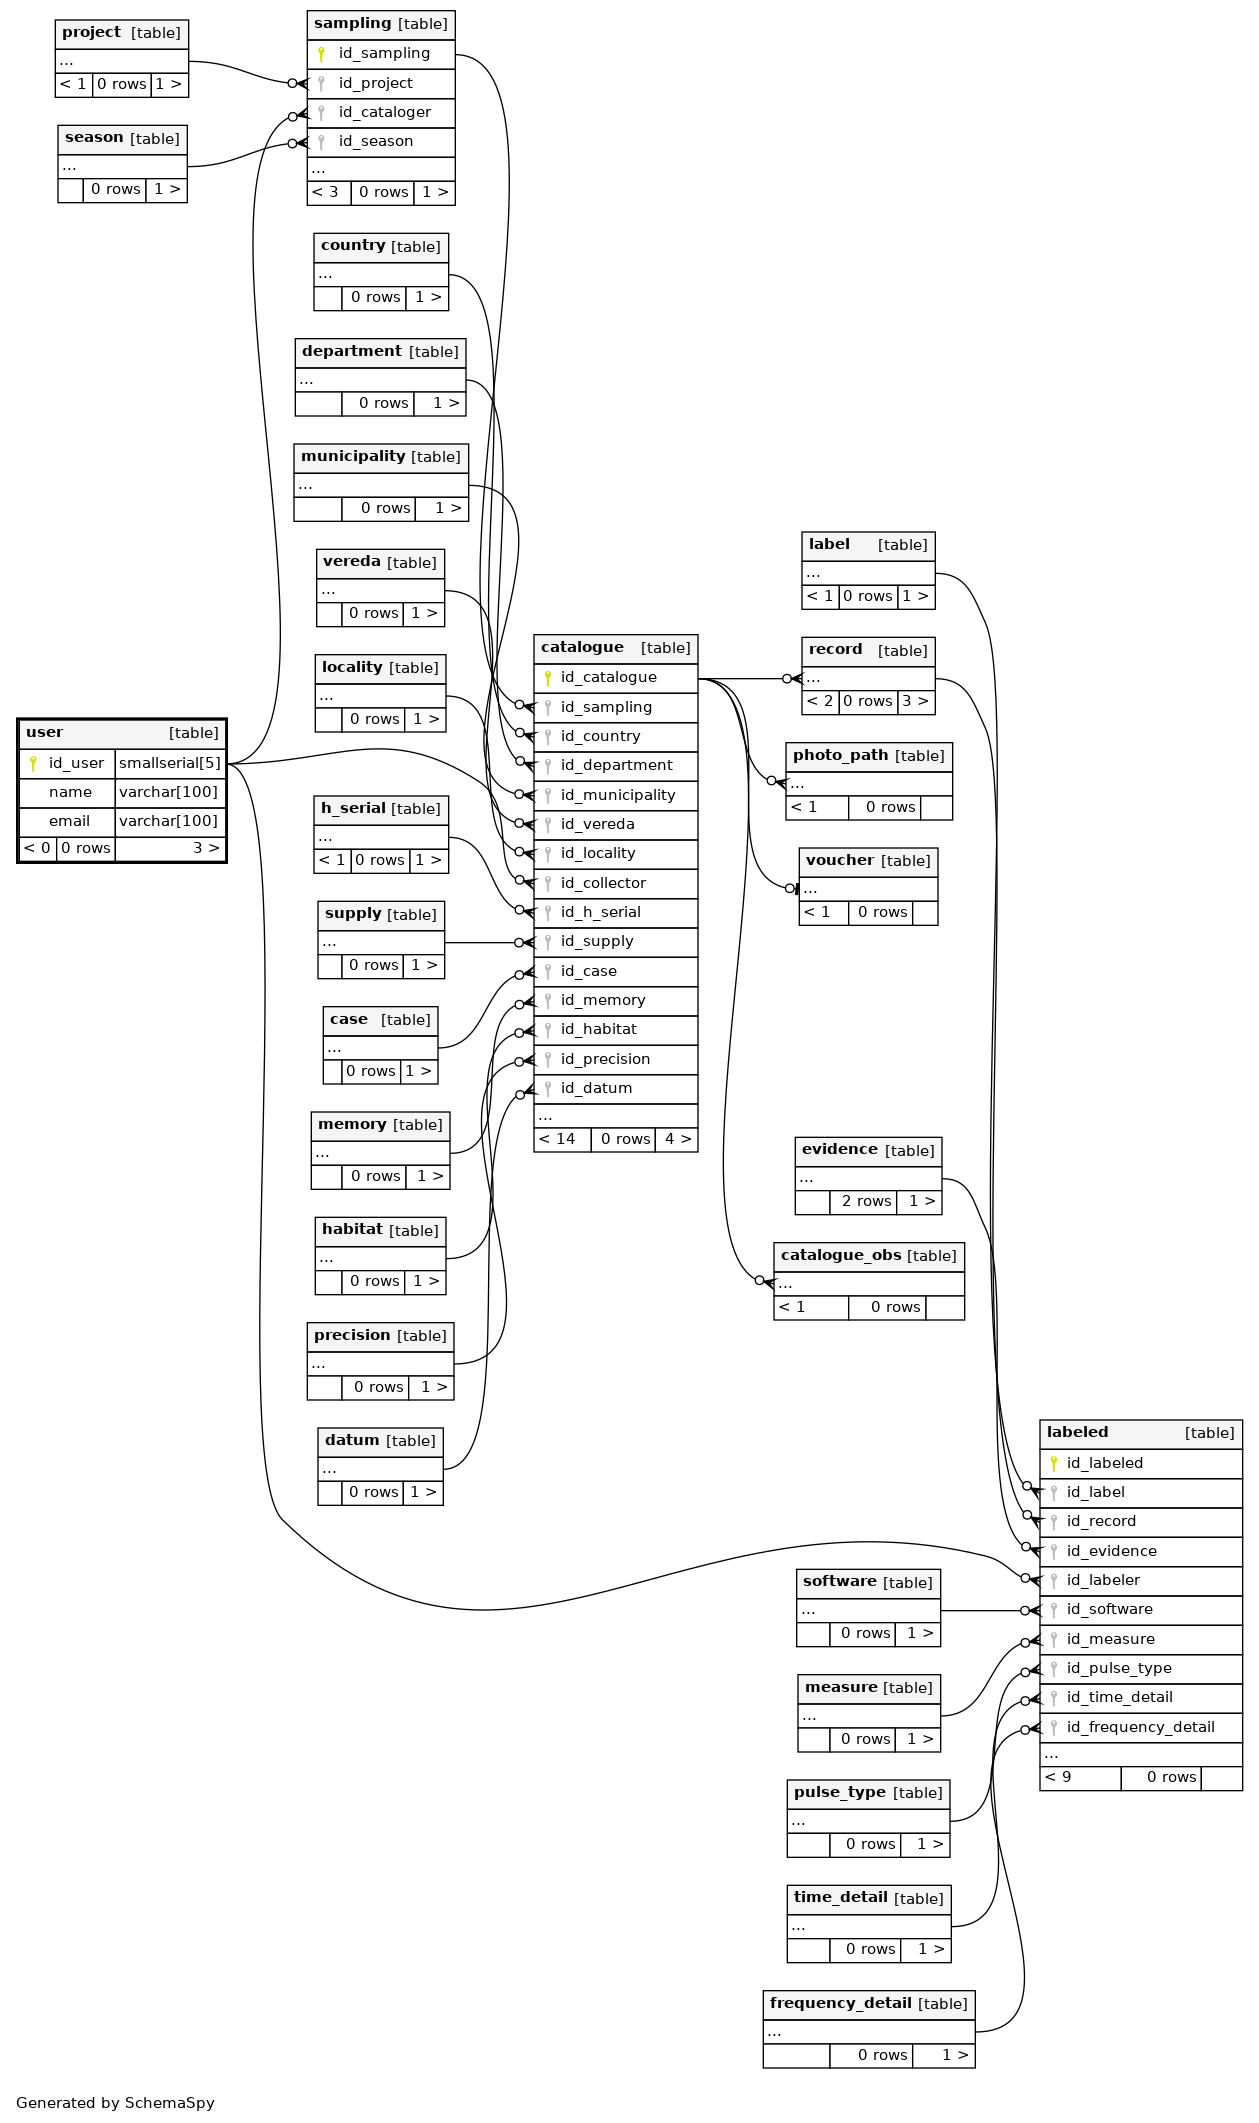 project [table]
...
< 1 0 rows 1 >
season [table]
...
0 rows 1 >
sampling [table]
id_sampling
id_project
id_cataloger
id_season
...
< 3 0 rows 1 >
country [table]
...
0 rows 1 >
department [table]
...
0 rows 1 >
municipality [table]
...
0 rows 1 >
vereda [table]
...
0 rows 1 >
locality [table]
...
0 rows 1 >
user [table]
id_user smallserial[5]
name varchar[100]
email varchar[100]
< 0 0 rows 3 >
h_serial [table]
...
< 1 0 rows 1 >
supply [table]
...
0 rows 1 >
case [table]
...
0 rows 1 >
memory [table]
...
0 rows 1 >
habitat [table]
...
0 rows 1 >
precision [table]
...
0 rows 1 >
datum [table]
...
0 rows 1 >
catalogue [table]
id_catalogue
id_sampling
id_country
id_department
id_municipality
id_vereda
id_locality
id_collector
id_h_serial
id_supply
id_case
id_memory
id_habitat
id_precision
id_datum
...
< 14 0 rows 4 >
label [table]
...
< 1 0 rows 1 >
record [table]
...
< 2 0 rows 3 >
photo_path [table]
...
< 1 0 rows
voucher [table]
...
< 1 0 rows
evidence [table]
...
2 rows 1 >
catalogue_obs [table]
...
< 1 0 rows
labeled [table]
id_labeled
id_label
id_record
id_evidence
id_labeler
id_software
id_measure
id_pulse_type
id_time_detail
id_frequency_detail
...
< 9 0 rows
software [table]
...
0 rows 1 >
measure [table]
...
0 rows 1 >
pulse_type [table]
...
0 rows 1 >
time_detail [table]
...
0 rows 1 >
frequency_detail [table]
...
0 rows 1 >
Generated by SchemaSpy